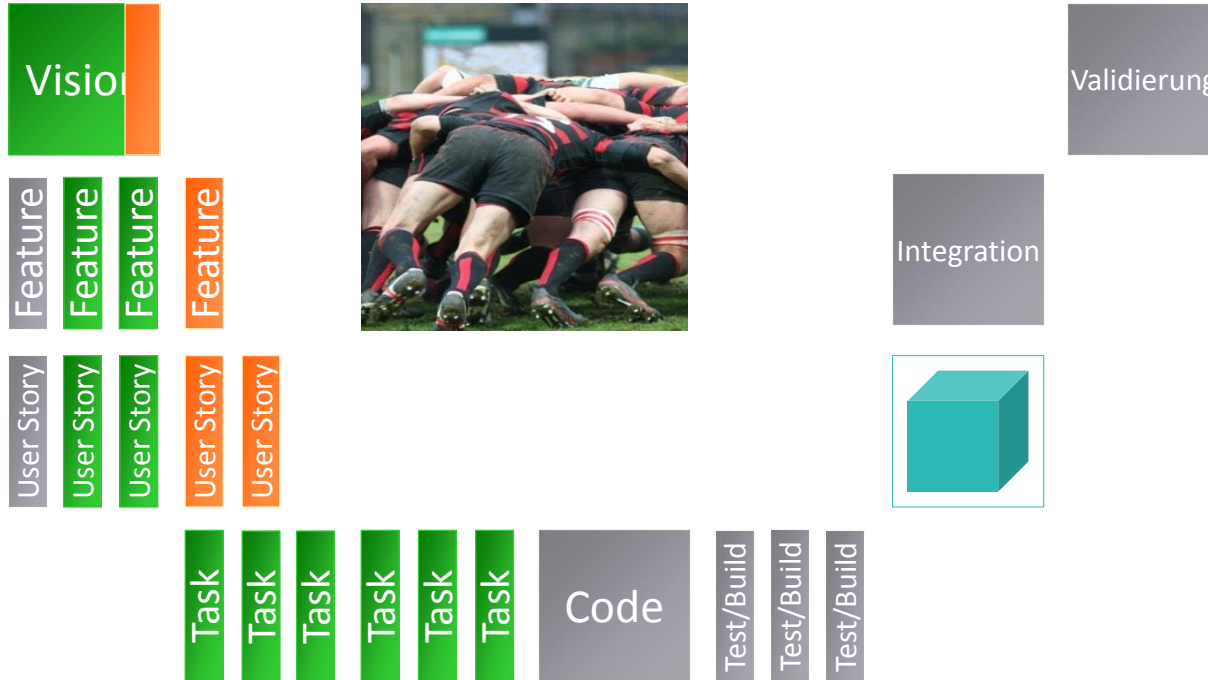 Vision
Validierung
Feature
Feature
Feature
Feature
Integration
User Story
User Story
User Story
User Story
User Story
Task
Task
Task
Task
Task
Task
Code
Test/Build
Test/Build
Test/Build